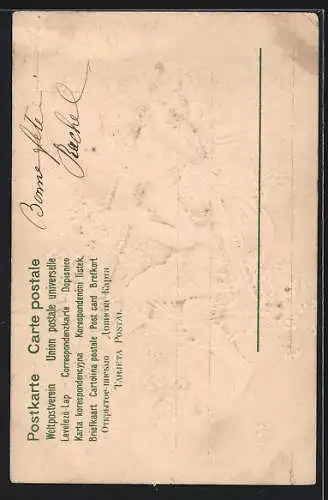 Postkarte Carte postale
Weltpostverein Union postale universelle
Levelező-Lap – Correspondenzkarte – Dopisnice
Karta korespondencyjna Korespondenční lístek
Briefkaart Cartolina postale Post card Brefkort
Открытое письмо Дописна Карта
TARJETA POSTAL
Bonne fête
Rachel